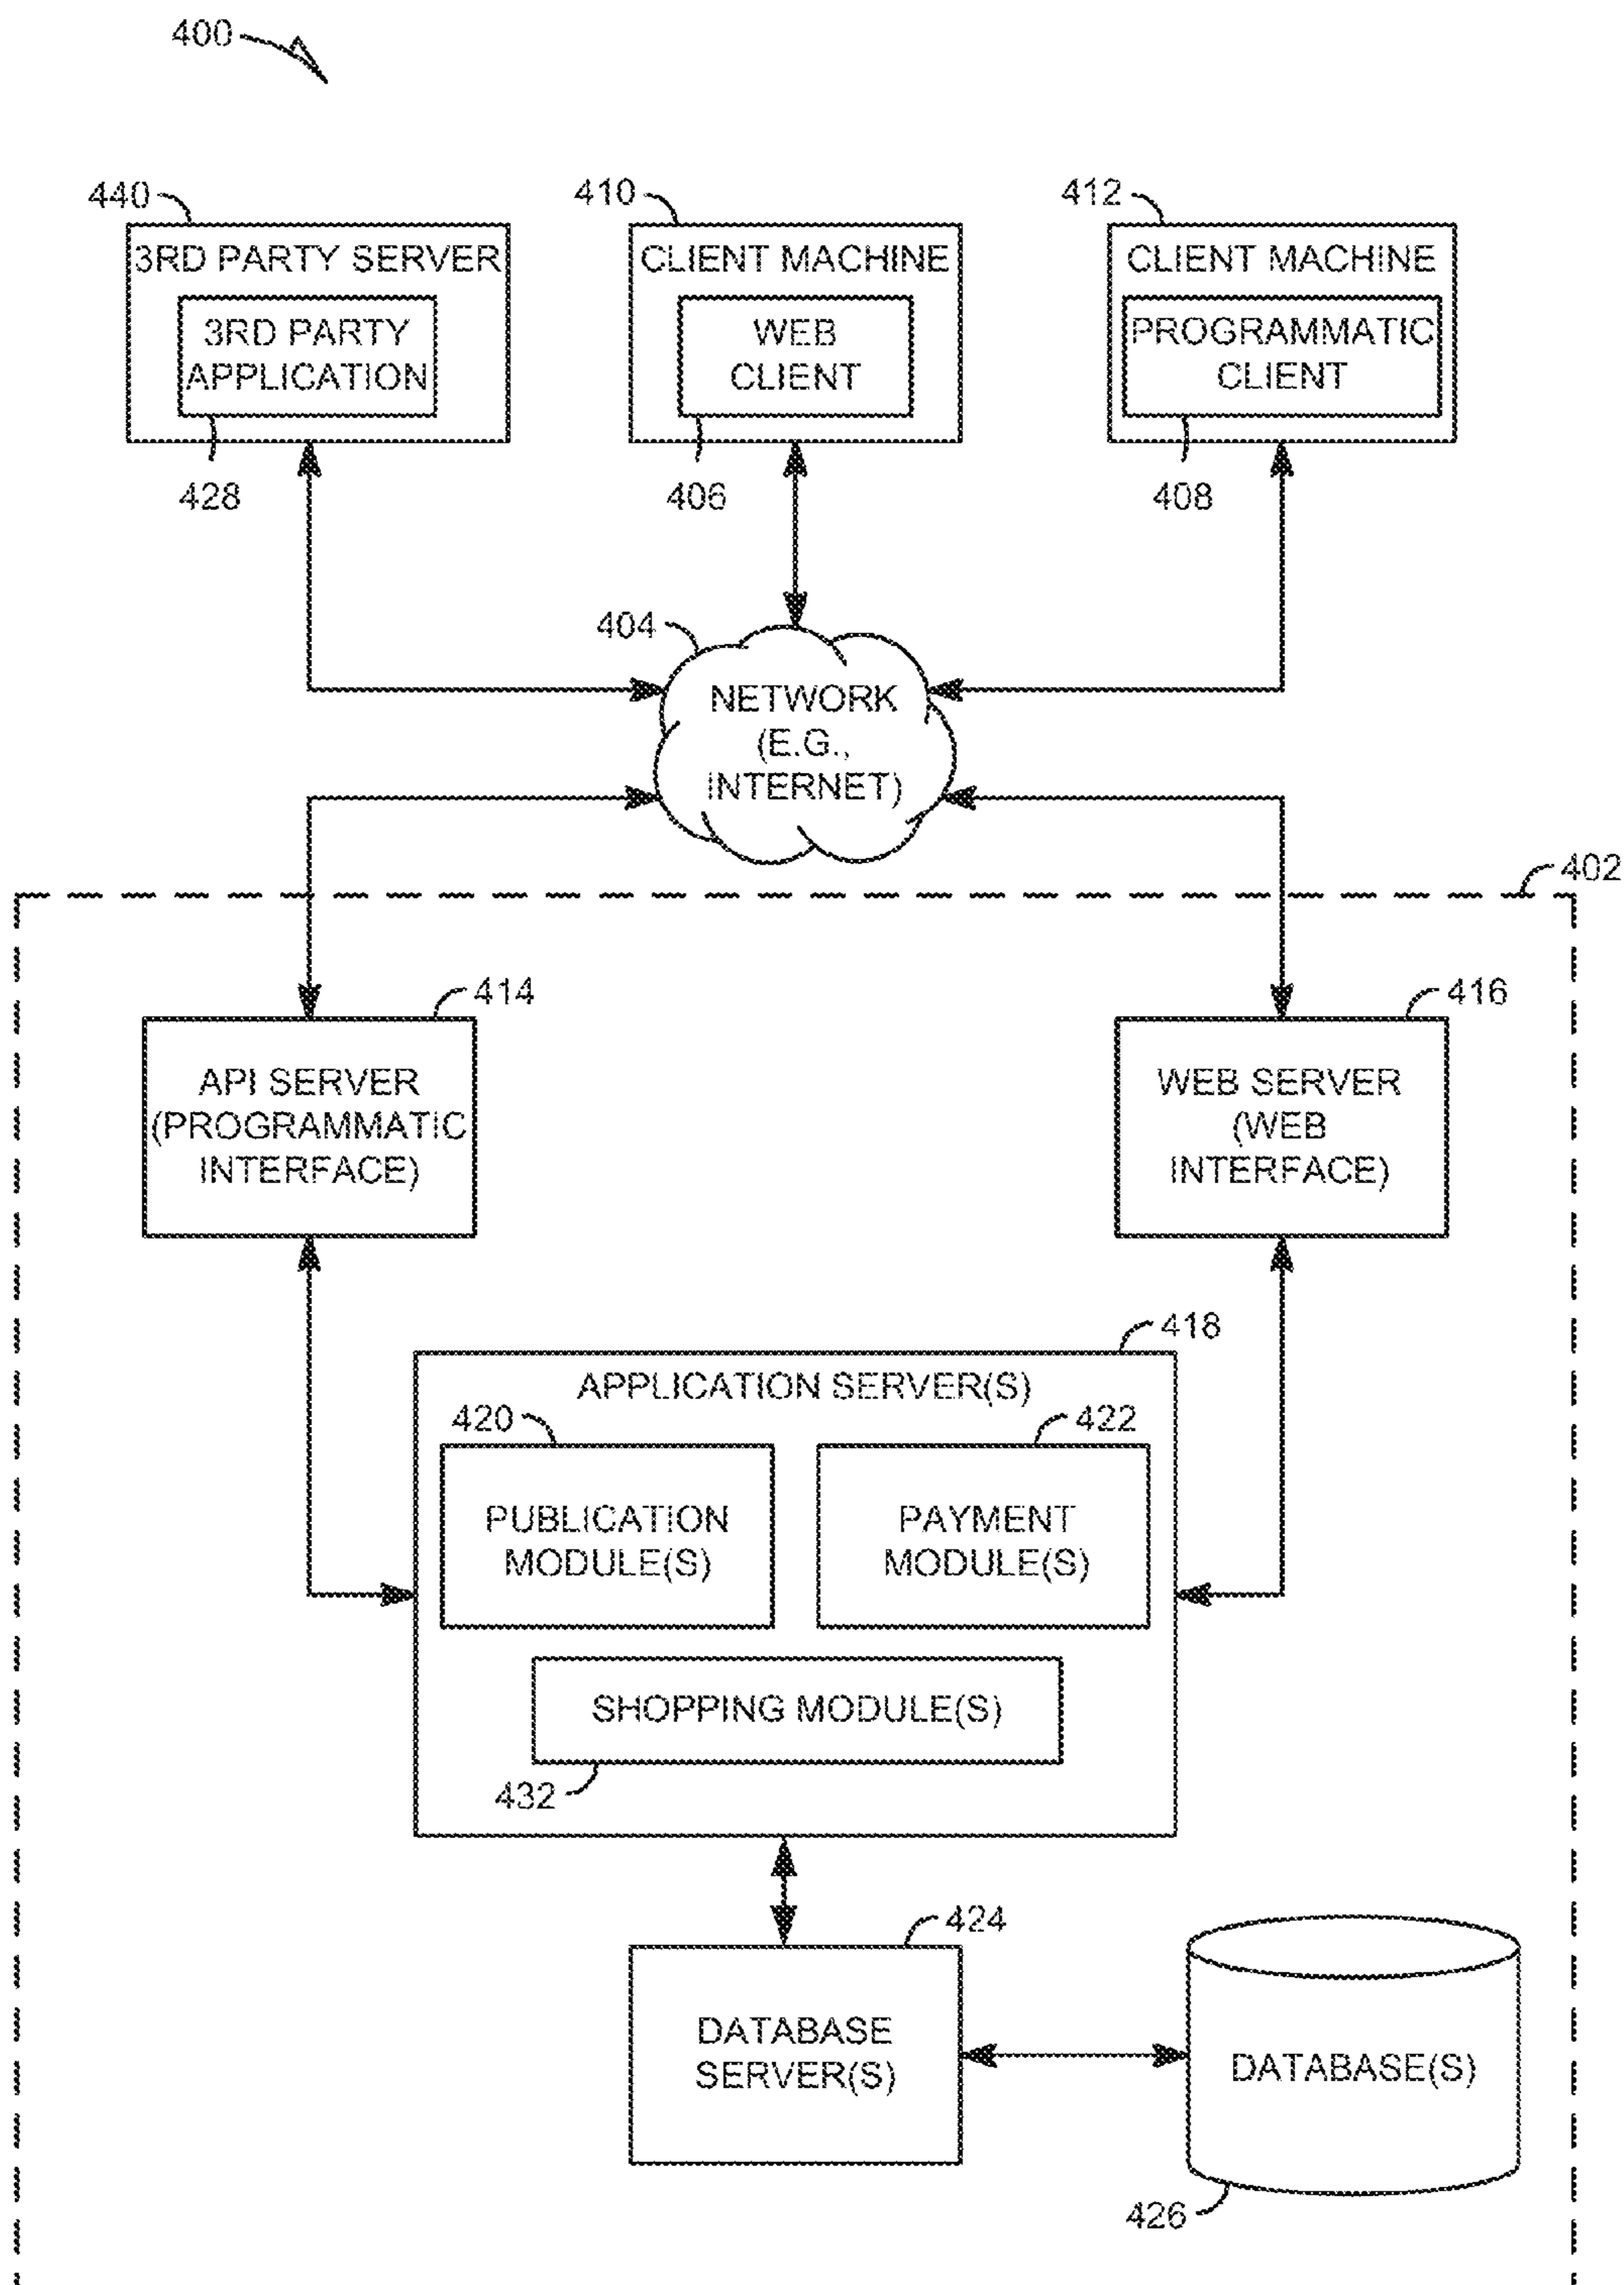 400
440
410
412
3RD PARTY SERVER
CLIENT MACHINE
CLIENT MACHINE
3RD PARTY
APPLICATION
WEB
CLIENT
PROGRAMMATIC
CLIENT
428
406
408
404
NETWORK
(E.G.,
INTERNET)
402
414
416
API SERVER
(PROGRAMMATIC
INTERFACE)
WEB SERVER
(WEB
INTERFACE)
418
APPLICATION SERVER(S)
420
422
PUBLICATION
MODULE(S)
PAYMENT
MODULE(S)
SHOPPING MODULE(S)
432
424
DATABASE
SERVER(S)
DATABASE(S)
426